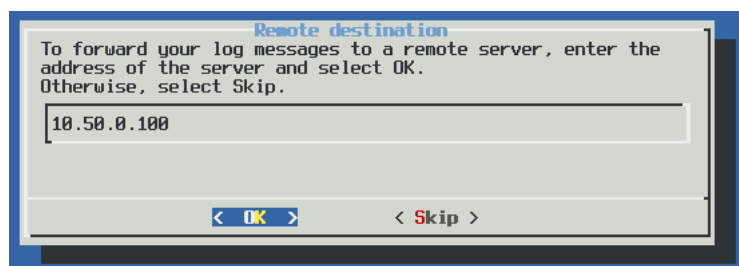 Remote destination
To forward your log messages to a remote server, enter the
address of the server and select OK.
Otherwise, select Skip.
10.50.0.100
< OK > < Skip >